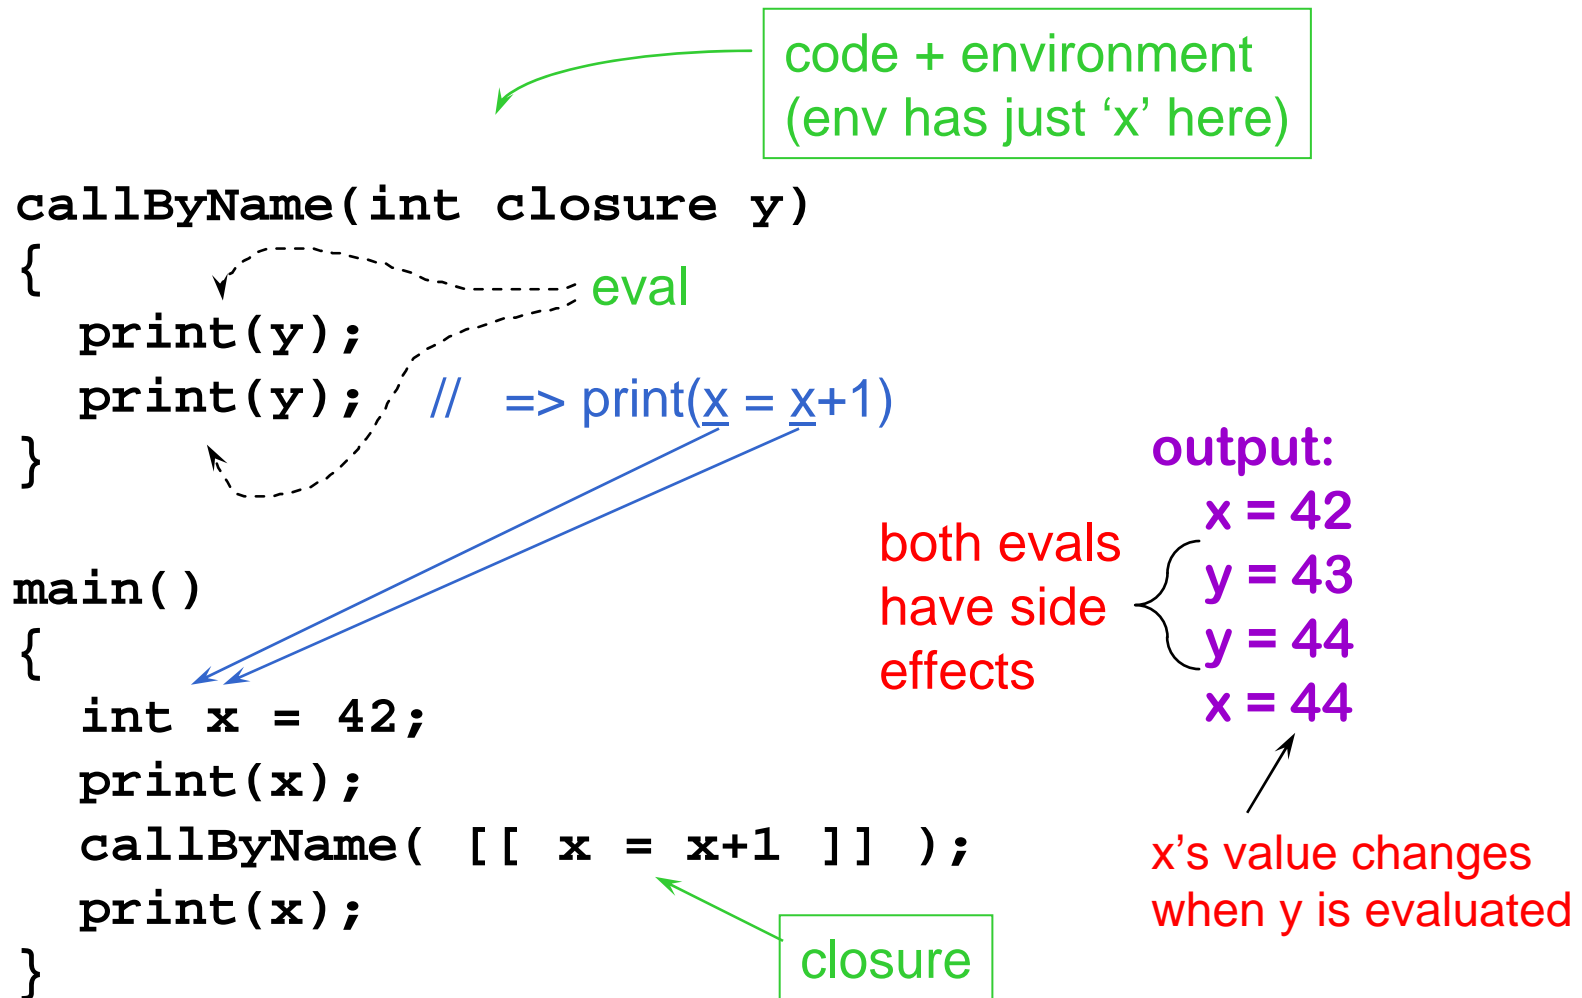 code + environment
(env has just ‘x’ here)
callByName(int closure y)
{
eval
print(y);
print(y); // => print(x = x+1)
}
main()
{
int x = 42;
print(x);
callByName( [[ x = x+1 ]] );
print(x);
}
closure
both evals
have side
effects
output:
x = 42
y = 43
y = 44
x = 44
x’s value changes
when y is evaluated